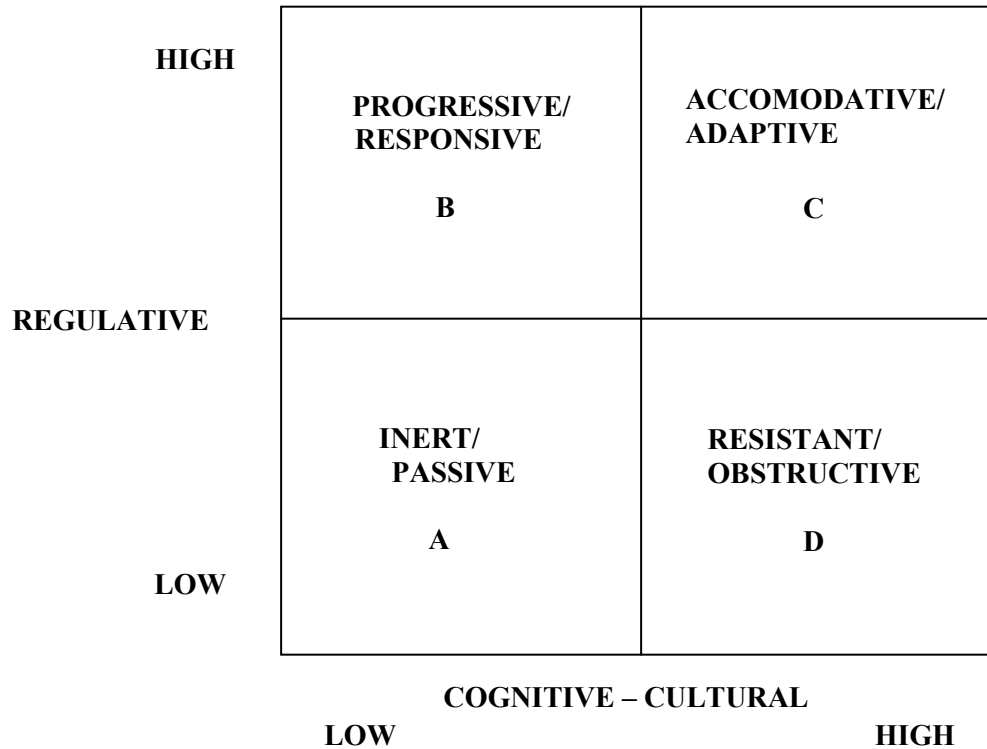 HIGH
PROGRESSIVE/
RESPONSIVE
B
ACCOMODATIVE/
ADAPTIVE
C
REGULATIVE
INERT/
PASSIVE
A
RESISTANT/
OBSTRUCTIVE
D
LOW
COGNITIVE – CULTURAL
LOW HIGH